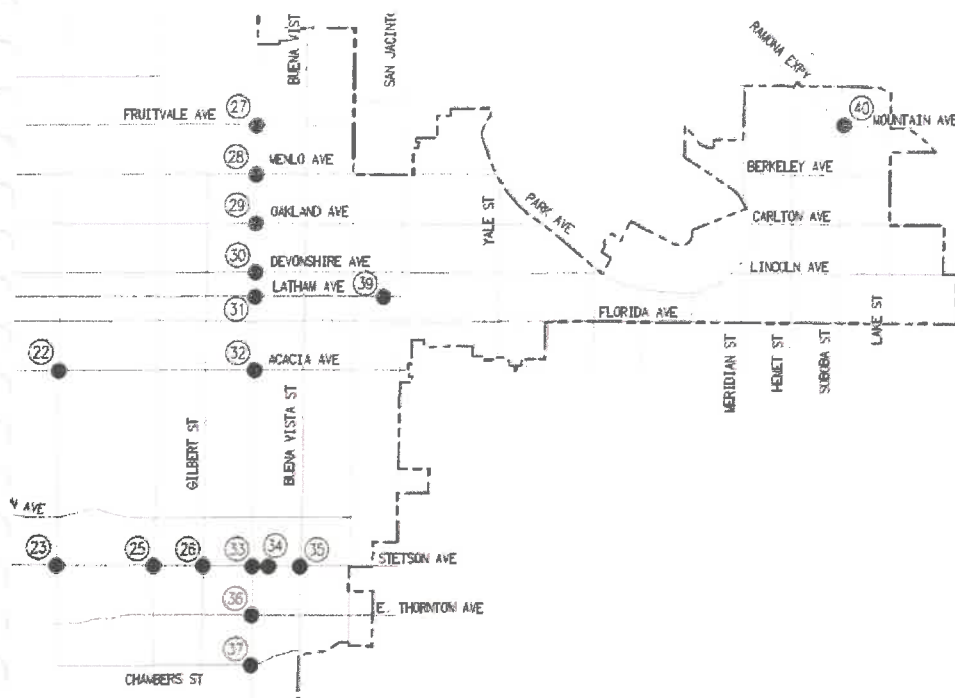 BUENA VIST
SAN JACINTO
RAMONA EXPY
27
FRUITVALE AVE
40
MOUNTAIN AVE
28
MENLO AVE
BERKELEY AVE
29
OAKLAND AVE
YALE ST
PARK AVE
CARLTON AVE
30
DEVONSHIRE AVE
LINCOLN AVE
LATHAM AVE
39
31
FLORIDA AVE
LAKE ST
22
32
ACACIA AVE
MERIDIAN ST
HEMET ST
SOBOBA ST
GILBERT ST
BUENA VISTA ST
AVE
23
25
26
33
34
35
STETSON AVE
36
E. THORNTON AVE
37
CHAMBERS ST